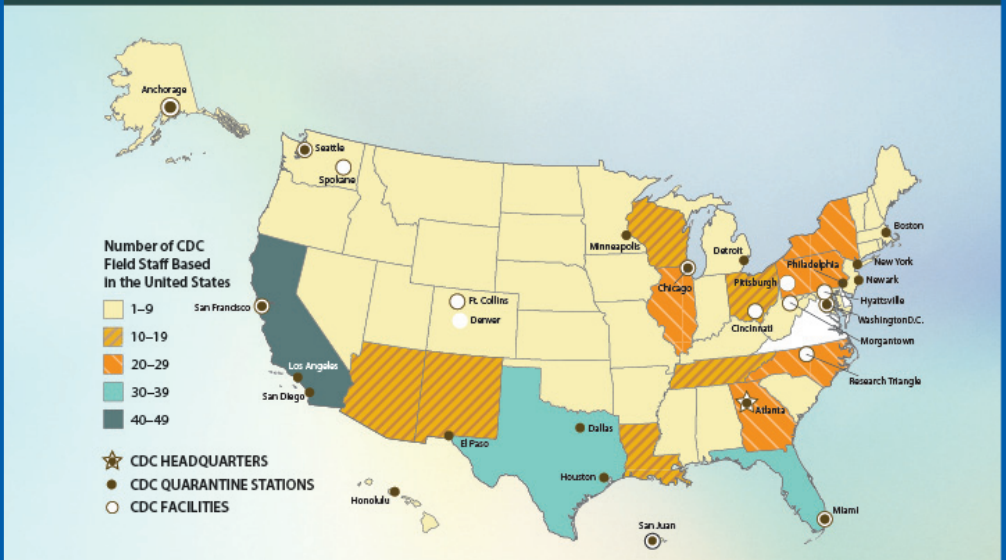 Anchorage
Seattle
Spokane
Minneapolis
Detroit
Boston
New York
Philadelphia
Newark
Pittsburgh
Chicago
Hyattsville
Cincinnati
Washington D.C.
Morgantown
Research Triangle
Number of CDC
Field Staff Based
in the United States
1–9
10–19
20–29
30–39
40–49
San Francisco
Ft. Collins
Denver
Los Angeles
San Diego
Atlanta
El Paso
Dallas
Houston
Honolulu
Miami
San Juan
CDC HEADQUARTERS
CDC QUARANTINE STATIONS
CDC FACILITIES